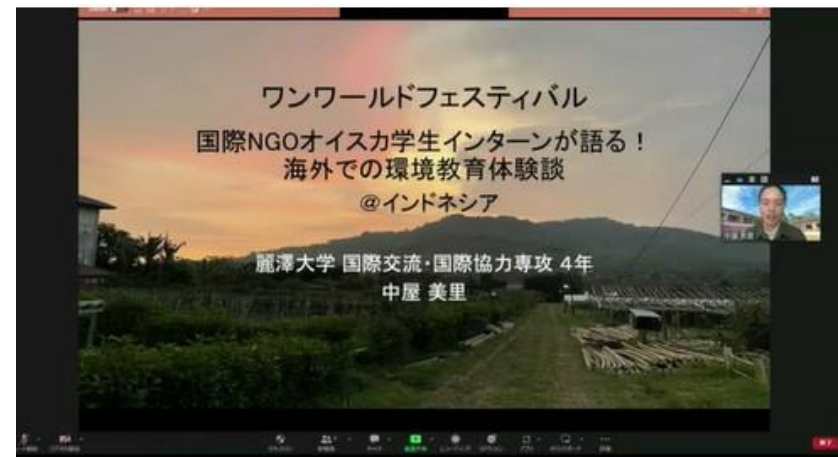 ワンワールドフェスティバル
国際NGOオイスカ学生インターンが語る！
海外での環境教育体験談
@インドネシア
麗澤大学 国際交流・国際協力専攻 4年
中屋 美里